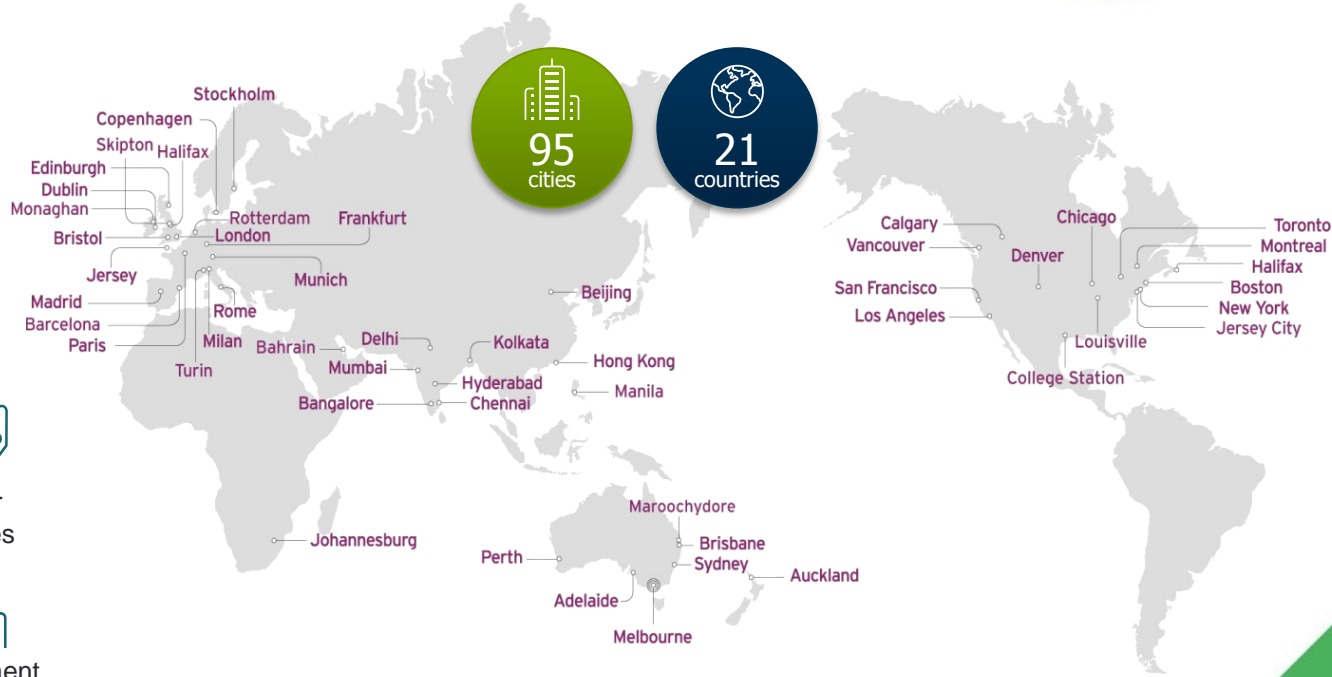 95
cities
21
countries
Stockholm
Copenhagen
Skipton
Halifax
Edinburgh
Dublin
Monaghan
Rotterdam
Frankfurt
Bristol
London
Jersey
Munich
Madrid
Rome
Barcelona
Paris
Milan
Turin
Bahrain
Delhi
Mumbai
Bangalore
Kolkata
Hyderabad
Chennai
Beijing
Hong Kong
Manila
Johannesburg
Maroochydore
Perth
Brisbane
Sydney
Auckland
Adelaide
Melbourne
Calgary
Vancouver
San Francisco
Los Angeles
Denver
Chicago
Toronto
Montreal
Halifax
Boston
New York
Jersey City
Louisville
College Station